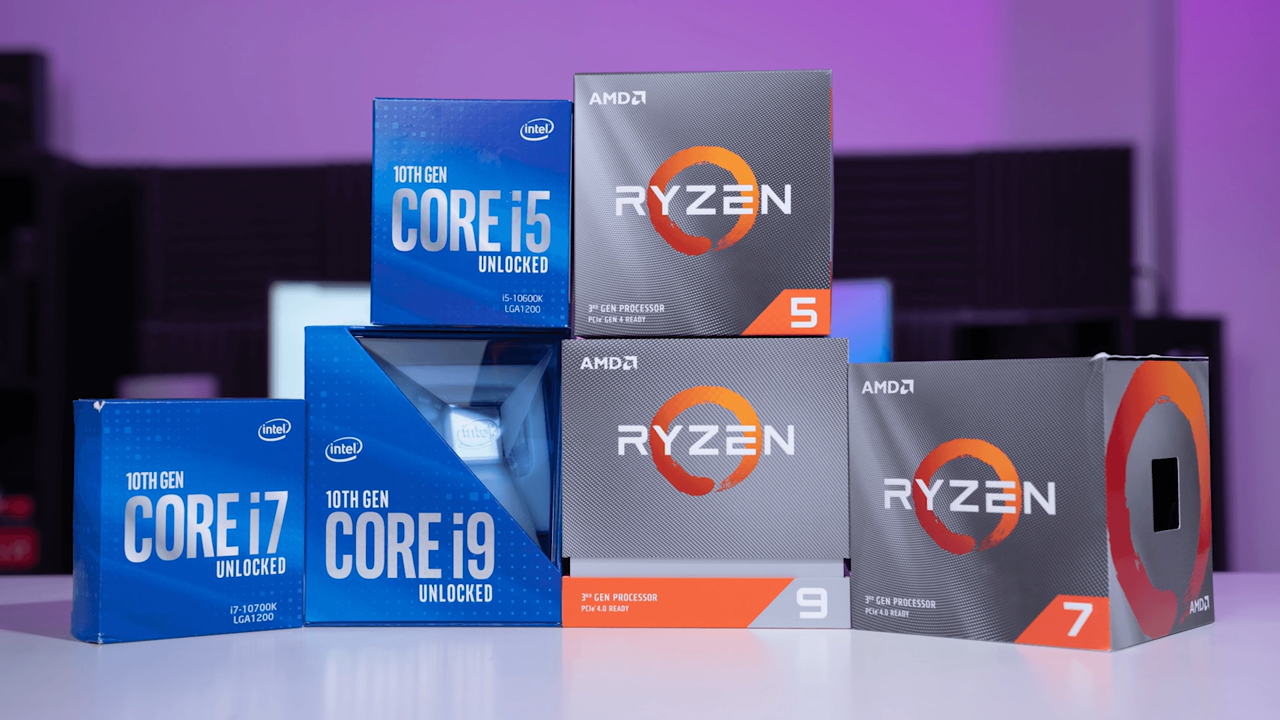 intel
10TH GEN
CORE i5
UNLOCKED
i5-10600K
LGA1200
AMD
RYZEN
3RD GEN PROCESSOR
PCIe® GEN 4 READY
5
intel
10TH GEN
CORE i7
UNLOCKED
i7-10700K
LGA1200
intel
intel
10TH GEN
CORE i9
UNLOCKED
AMD
RYZEN
3RD GEN PROCESSOR
PCIe® 4.0 READY
9
AMD
RYZEN
3RD GEN PROCESSOR
PCIe® 4.0 READY
7
AMD